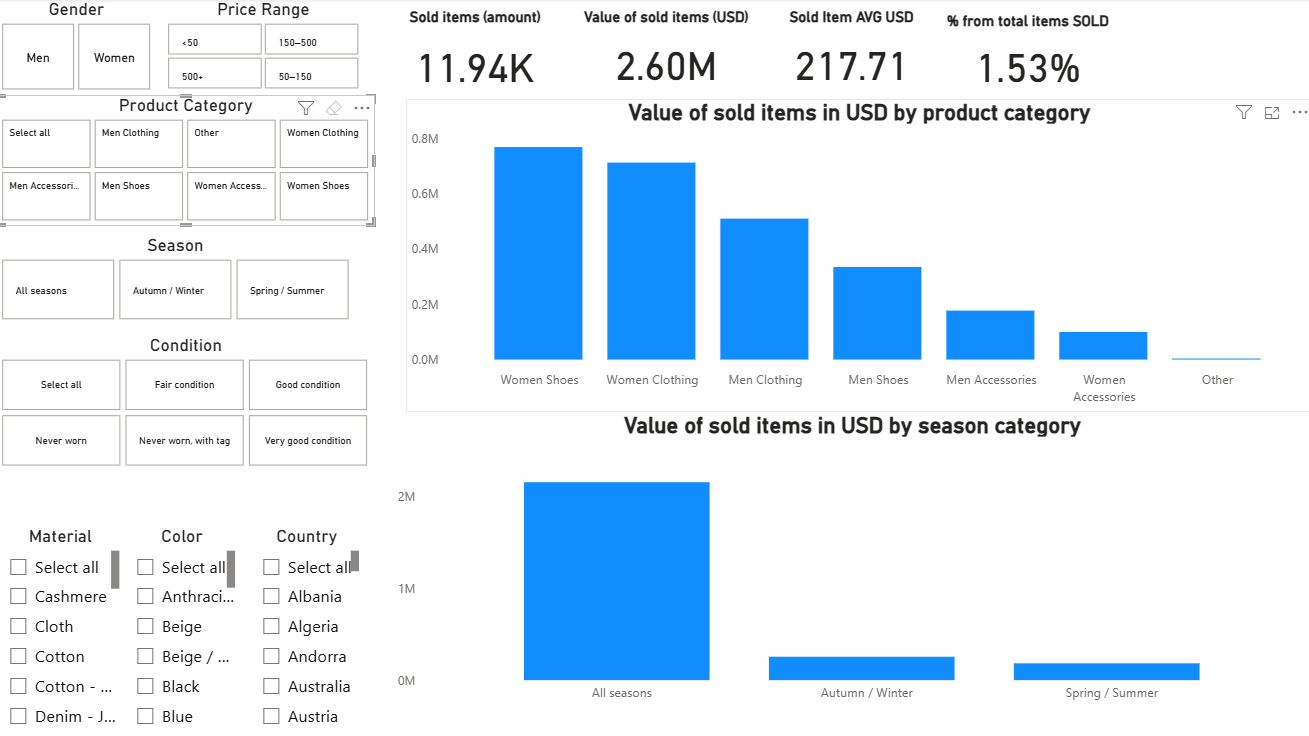 Gender
Men
Women
Price Range
<50
150–500
500+
50–150
Product Category
Select all
Men Clothing
Other
Women Clothing
Men Accessori...
Men Shoes
Women Access...
Women Shoes
Season
All seasons
Autumn / Winter
Spring / Summer
Condition
Select all
Fair condition
Good condition
Never worn
Never worn, with tag
Very good condition
Material
Select all
Cashmere
Cloth
Cotton
Cotton - ...
Denim - J...
Color
Select all
Anthraci...
Beige
Beige / ...
Black
Blue
Country
Select all
Albania
Algeria
Andorra
Australia
Austria
Sold items (amount)
11.94K
Value of sold items (USD)
2.60M
Sold Item AVG USD
217.71
% from total items SOLD
1.53%
Value of sold items in USD by product category
0.8M
0.6M
0.4M
0.2M
0.0M
Women Shoes
Women Clothing
Men Clothing
Men Shoes
Men Accessories
Women
Accessories
Other
Value of sold items in USD by season category
2M
1M
0M
All seasons
Autumn / Winter
Spring / Summer